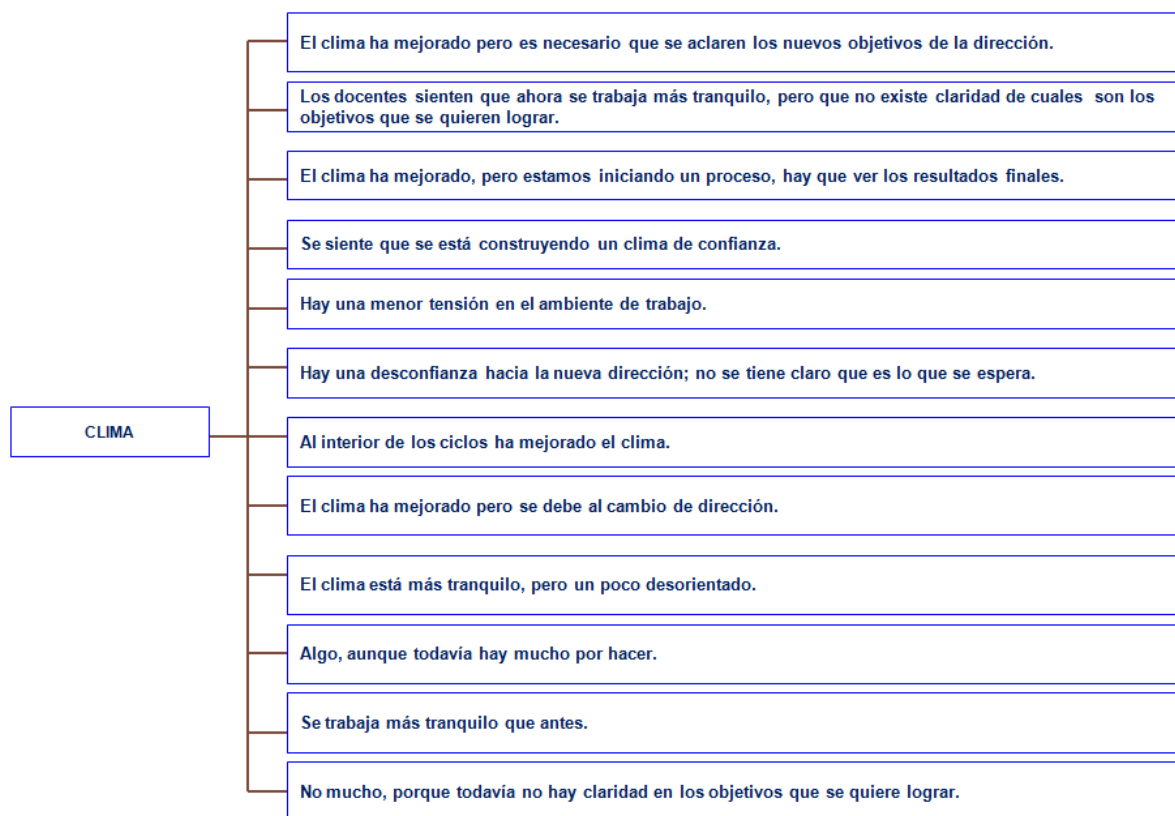 El clima ha mejorado pero es necesario que se aclaren los nuevos objetivos de la dirección.
Los docentes sienten que ahora se trabaja más tranquilo, pero que no existe claridad de cuales son los
objetivos que se quieren lograr.
El clima ha mejorado, pero estamos iniciando un proceso, hay que ver los resultados finales.
Se siente que se está construyendo un clima de confianza.
Hay una menor tensión en el ambiente de trabajo.
Hay una desconfianza hacia la nueva dirección; no se tiene claro que es lo que se espera.
CLIMA
Al interior de los ciclos ha mejorado el clima.
El clima ha mejorado pero se debe al cambio de dirección.
El clima está más tranquilo, pero un poco desorientado.
Algo, aunque todavía hay mucho por hacer.
Se trabaja más tranquilo que antes.
No mucho, porque todavía no hay claridad en los objetivos que se quiere lograr.